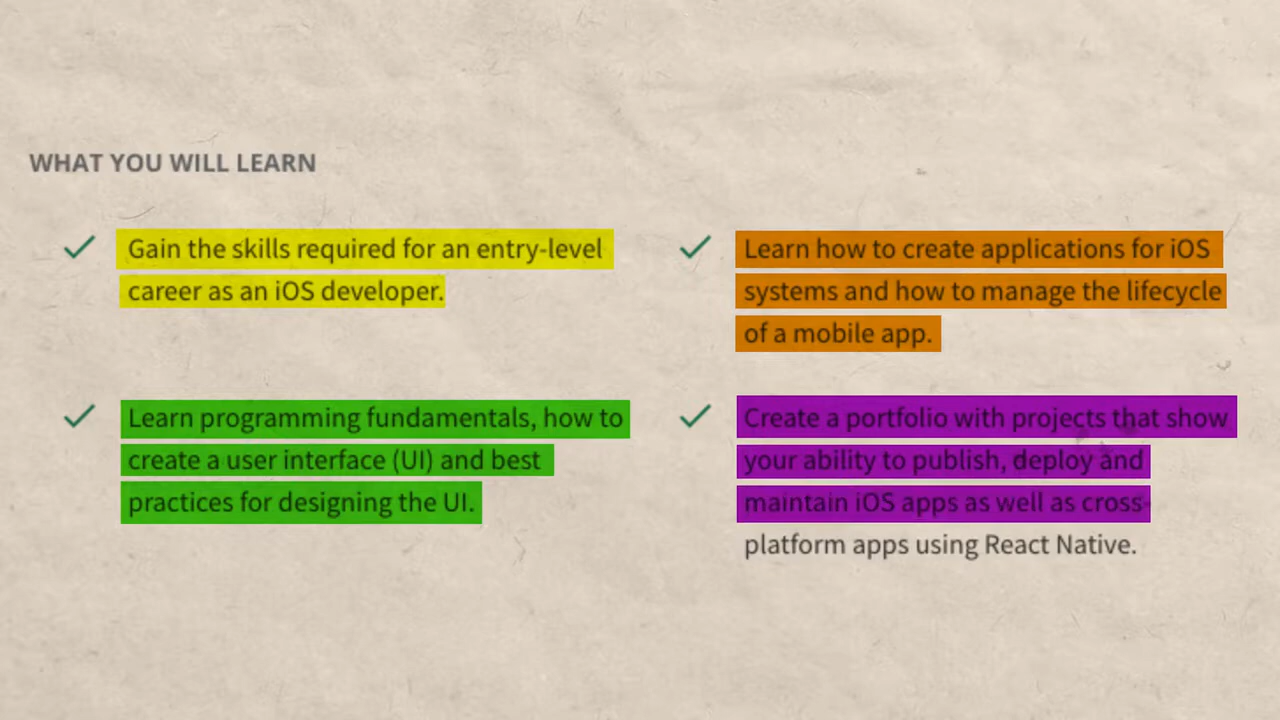 WHAT YOU WILL LEARN
Gain the skills required for an entry-level
career as an iOS developer.
Learn how to create applications for iOS
systems and how to manage the lifecycle
of a mobile app.
Learn programming fundamentals, how to
create a user interface (UI) and best
practices for designing the UI.
Create a portfolio with projects that show
your ability to publish, deploy and
maintain iOS apps as well as cross-
platform apps using React Native.